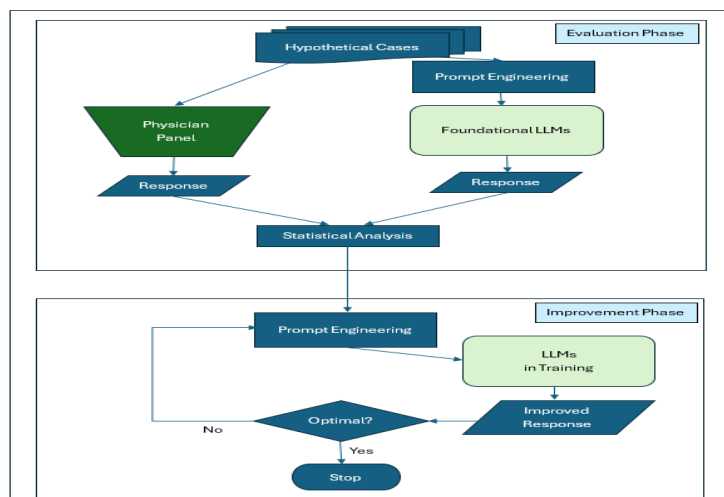 Evaluation Phase
Hypothetical Cases
Prompt Engineering
Physician
Panel
Foundational LLMs
Response
Response
Statistical Analysis
Improvement Phase
Prompt Engineering
LLMs
in Training
Improved
Response
Optimal?
No
Yes
Stop